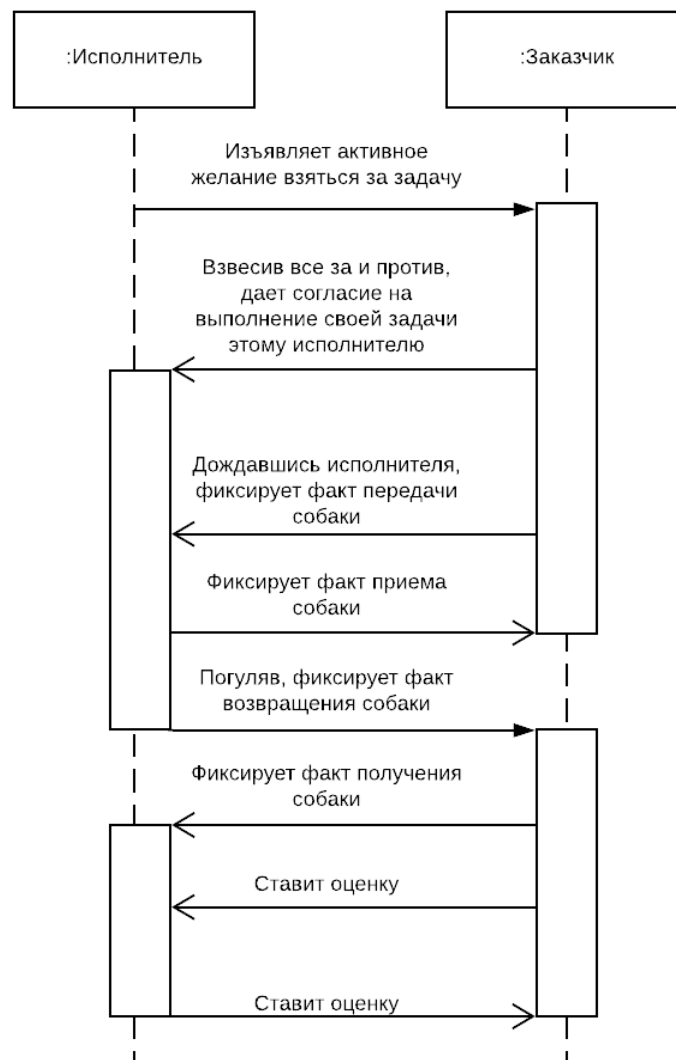 :Исполнитель
:Заказчик
Изъявляет активное
желание взяться за задачу
Взвесив все за и против,
дает согласие на
выполнение своей задачи
этому исполнителю
Дождавшись исполнителя,
фиксирует факт передачи
собаки
Фиксирует факт приема
собаки
Погуляв, фиксирует факт
возвращения собаки
Фиксирует факт получения
собаки
Ставит оценку
Ставит оценку